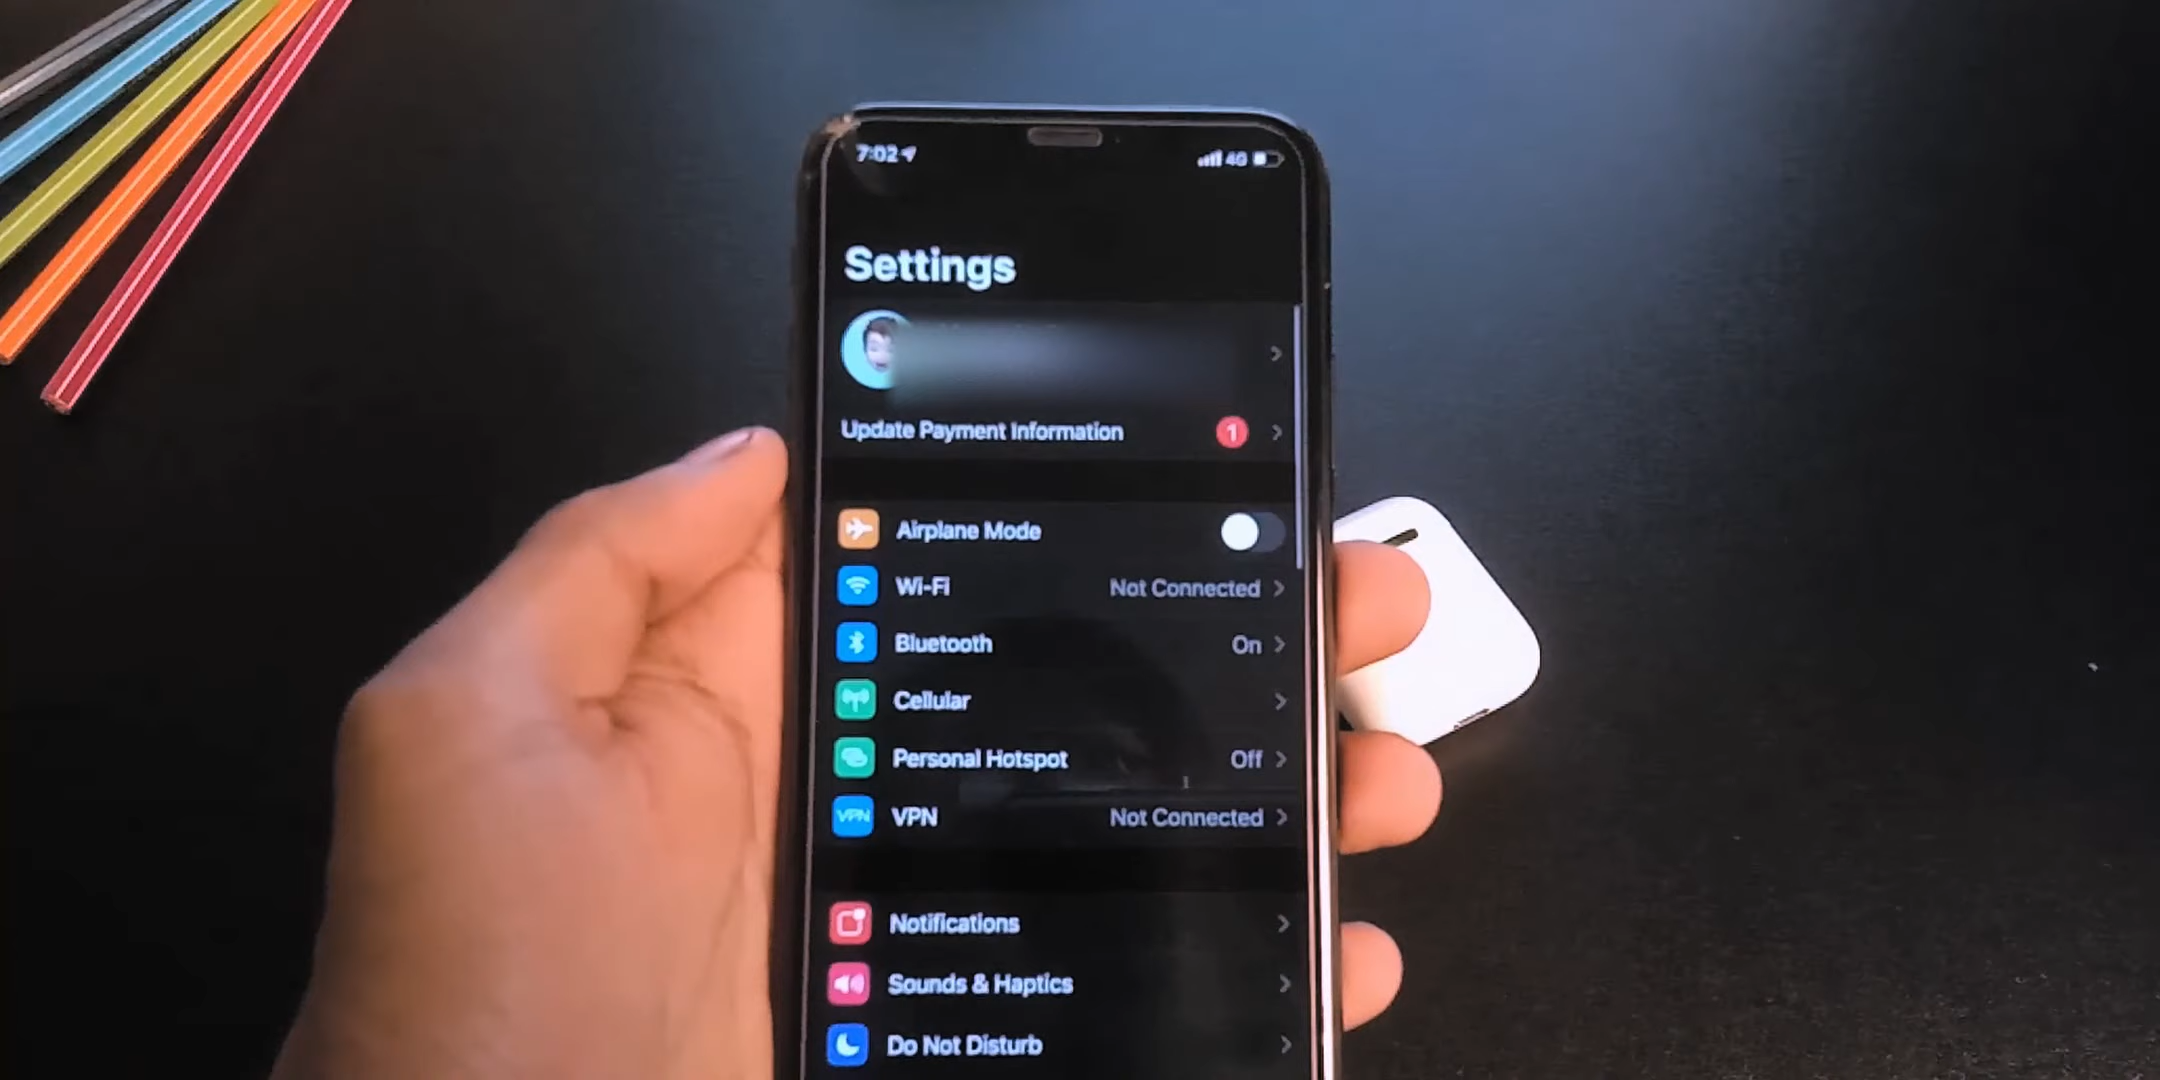 7:02 4G
Settings
Update Payment Information 1
Airplane Mode
Wi-Fi Not Connected
Bluetooth On
Cellular
Personal Hotspot Off
VPN VPN Not Connected
Notifications
Sounds & Haptics
Do Not Disturb